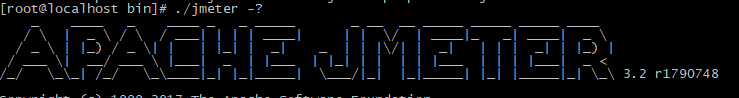 [root@localhost bin]# ./jmeter -?
APACHE JMETER 3.2 r1790748